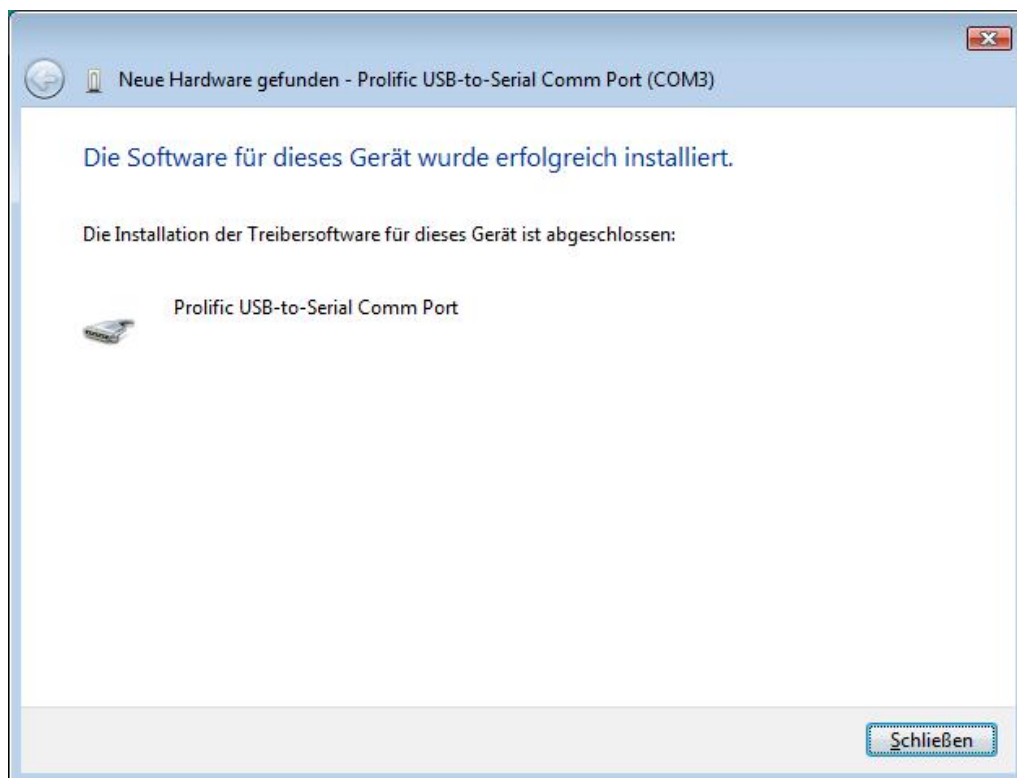 Neue Hardware gefunden - Prolific USB-to-Serial Comm Port (COM3)
Die Software für dieses Gerät wurde erfolgreich installiert.
Die Installation der Treibersoftware für dieses Gerät ist abgeschlossen:
Prolific USB-to-Serial Comm Port
Schließen